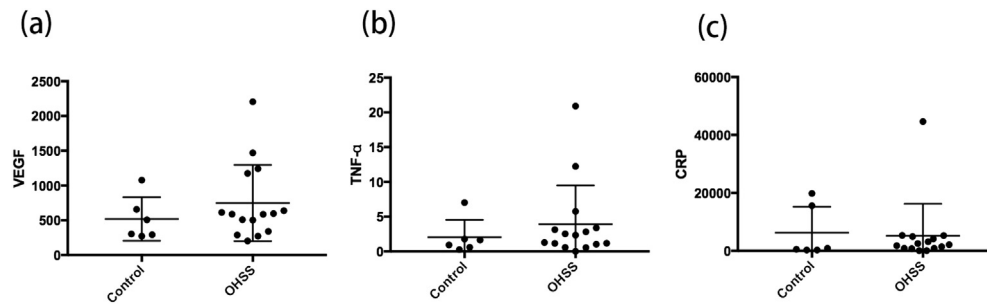 (a)
2500
2000
1500
1000
500
0
VEGF
Control
OHSS
(b)
25
20
15
10
5
0
TNF-α
Control
OHSS
(c)
60000
40000
20000
0
CRP
Control
OHSS